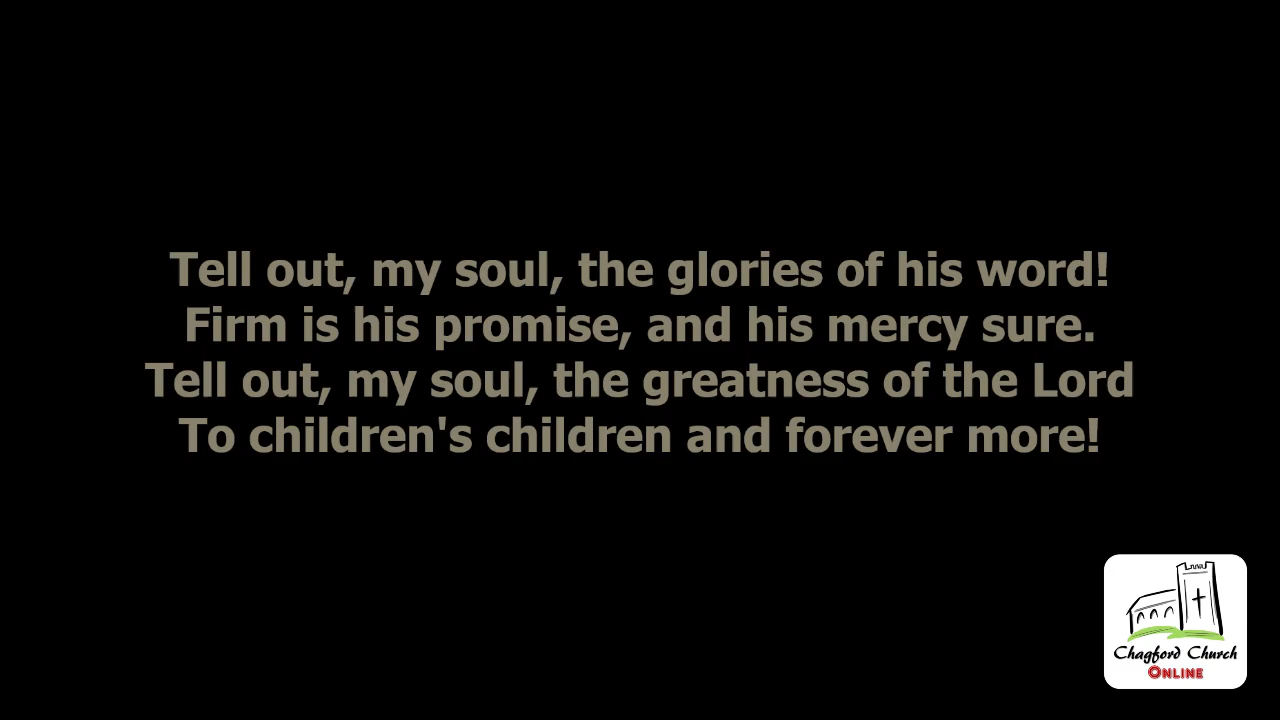 Tell out, my soul, the glories of his word!
Firm is his promise, and his mercy sure.
Tell out, my soul, the greatness of the Lord
To children's children and forever more!
Chagford Church
ONLINE